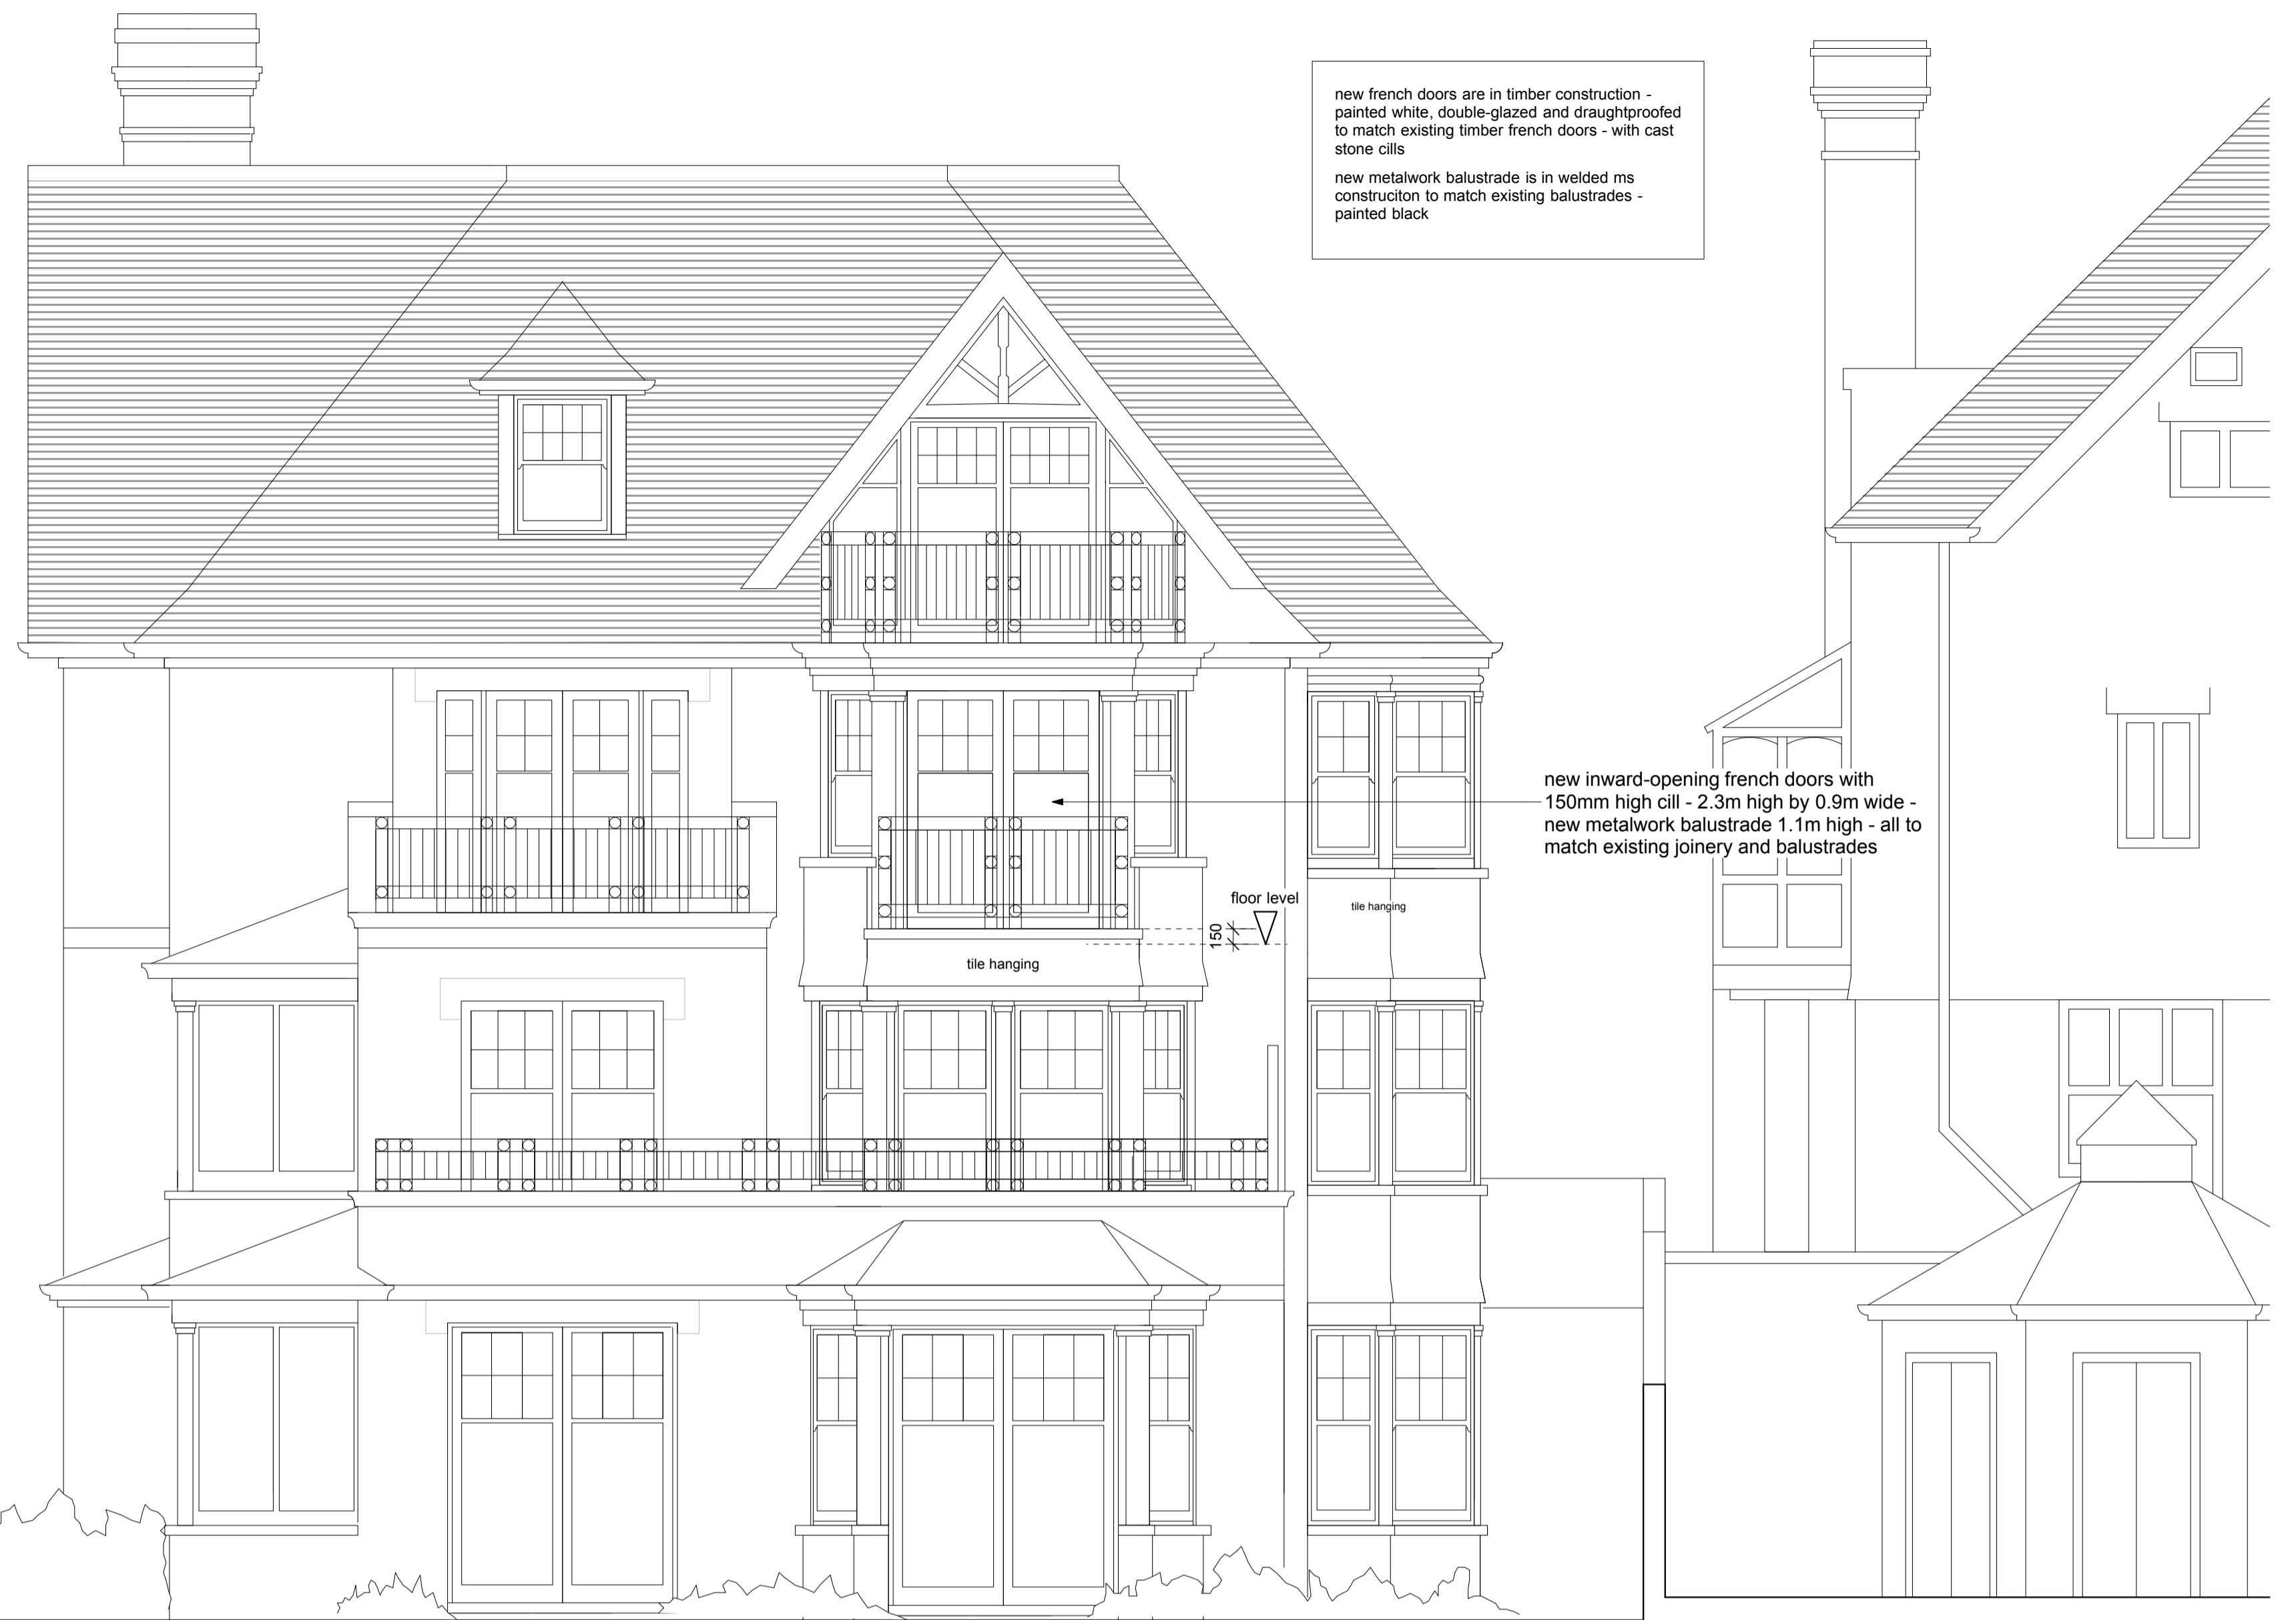 new french doors are in timber construction -
painted white, double-glazed and draughtproofed
to match existing timber french doors - with cast
stone cills
new metalwork balustrade is in welded ms
construciton to match existing balustrades -
painted black
new inward-opening french doors with
150mm high cill - 2.3m high by 0.9m wide -
new metalwork balustrade 1.1m high - all to
match existing joinery and balustrades
floor level
tile hanging
150
tile hanging